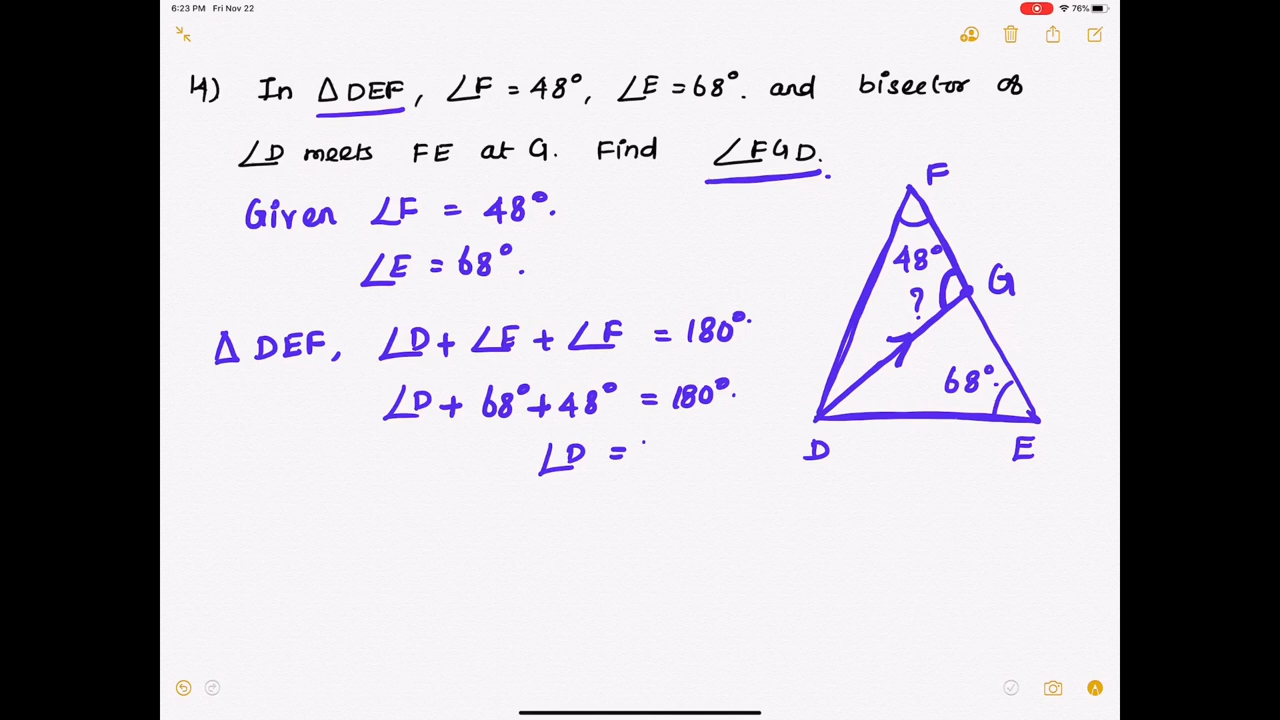 6:23 PM Fri Nov 22
76%
4) In Δ DEF, ∠F = 48°, ∠E = 68°. and bisector of
∠D meets FE at G. Find ∠FGD.
Given ∠F = 48°.
∠E = 68°.
Δ DEF, ∠D + ∠E + ∠F = 180°.
∠D + 68° + 48° = 180°.
∠D =
F
48°
?
G
68°.
D
E